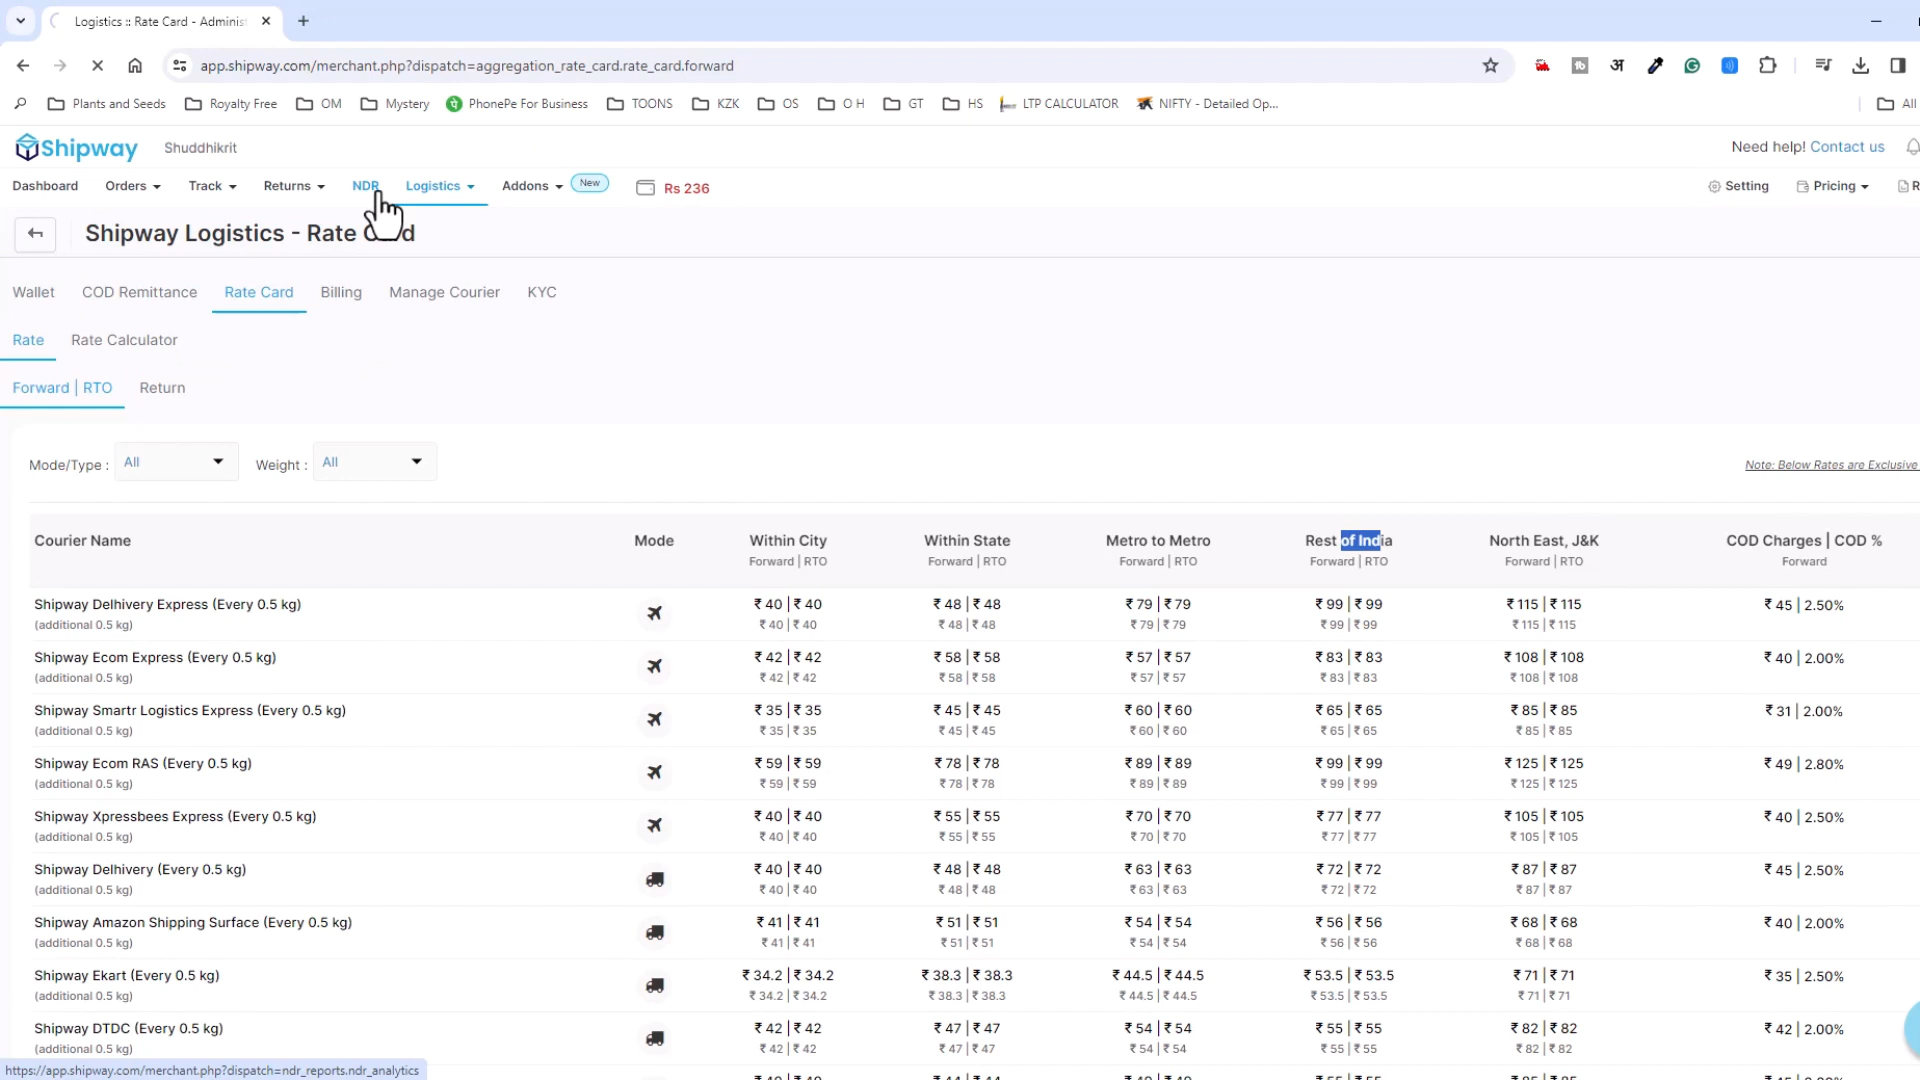 Logistics :: Rate Card - Adminis
app.shipway.com/merchant.php?dispatch=aggregation_rate_card.rate_card.forward
Plants and Seeds Royalty Free OM Mystery PhonePe For Business TOONS KZK OS O H GT HS LTP CALCULATOR NIFTY - Detailed Op... All
Shipway Shuddhikrit Need help! Contact us
Dashboard Orders Track Returns NDR Logistics Addons New Rs 236 Setting Pricing R
Shipway Logistics - Rate Card
Wallet COD Remittance Rate Card Billing Manage Courier KYC
Rate Rate Calculator
Forward | RTO Return
Mode/Type : All Weight : All Note: Below Rates are Exclusive
Courier Name Mode Within City Within State Metro to Metro Rest of India North East, J&K COD Charges | COD %
Forward | RTO Forward | RTO Forward | RTO Forward | RTO Forward | RTO Forward
Shipway Delhivery Express (Every 0.5 kg) ₹ 40 | ₹ 40 ₹ 48 | ₹ 48 ₹ 79 | ₹ 79 ₹ 99 | ₹ 99 ₹ 115 | ₹ 115 ₹ 45 | 2.50%
(additional 0.5 kg) ₹ 40 | ₹ 40 ₹ 48 | ₹ 48 ₹ 79 | ₹ 79 ₹ 99 | ₹ 99 ₹ 115 | ₹ 115
Shipway Ecom Express (Every 0.5 kg) ₹ 42 | ₹ 42 ₹ 58 | ₹ 58 ₹ 57 | ₹ 57 ₹ 83 | ₹ 83 ₹ 108 | ₹ 108 ₹ 40 | 2.00%
(additional 0.5 kg) ₹ 42 | ₹ 42 ₹ 58 | ₹ 58 ₹ 57 | ₹ 57 ₹ 83 | ₹ 83 ₹ 108 | ₹ 108
Shipway Smartr Logistics Express (Every 0.5 kg) ₹ 35 | ₹ 35 ₹ 45 | ₹ 45 ₹ 60 | ₹ 60 ₹ 65 | ₹ 65 ₹ 85 | ₹ 85 ₹ 31 | 2.00%
(additional 0.5 kg) ₹ 35 | ₹ 35 ₹ 45 | ₹ 45 ₹ 60 | ₹ 60 ₹ 65 | ₹ 65 ₹ 85 | ₹ 85
Shipway Ecom RAS (Every 0.5 kg) ₹ 59 | ₹ 59 ₹ 78 | ₹ 78 ₹ 89 | ₹ 89 ₹ 99 | ₹ 99 ₹ 125 | ₹ 125 ₹ 49 | 2.80%
(additional 0.5 kg) ₹ 59 | ₹ 59 ₹ 78 | ₹ 78 ₹ 89 | ₹ 89 ₹ 99 | ₹ 99 ₹ 125 | ₹ 125
Shipway Xpressbees Express (Every 0.5 kg) ₹ 40 | ₹ 40 ₹ 55 | ₹ 55 ₹ 70 | ₹ 70 ₹ 77 | ₹ 77 ₹ 105 | ₹ 105 ₹ 40 | 2.50%
(additional 0.5 kg) ₹ 40 | ₹ 40 ₹ 55 | ₹ 55 ₹ 70 | ₹ 70 ₹ 77 | ₹ 77 ₹ 105 | ₹ 105
Shipway Delhivery (Every 0.5 kg) ₹ 40 | ₹ 40 ₹ 48 | ₹ 48 ₹ 63 | ₹ 63 ₹ 72 | ₹ 72 ₹ 87 | ₹ 87 ₹ 45 | 2.50%
(additional 0.5 kg) ₹ 40 | ₹ 40 ₹ 48 | ₹ 48 ₹ 63 | ₹ 63 ₹ 72 | ₹ 72 ₹ 87 | ₹ 87
Shipway Amazon Shipping Surface (Every 0.5 kg) ₹ 41 | ₹ 41 ₹ 51 | ₹ 51 ₹ 54 | ₹ 54 ₹ 56 | ₹ 56 ₹ 68 | ₹ 68 ₹ 40 | 2.00%
(additional 0.5 kg) ₹ 41 | ₹ 41 ₹ 51 | ₹ 51 ₹ 54 | ₹ 54 ₹ 56 | ₹ 56 ₹ 68 | ₹ 68
Shipway Ekart (Every 0.5 kg) ₹ 34.2 | ₹ 34.2 ₹ 38.3 | ₹ 38.3 ₹ 44.5 | ₹ 44.5 ₹ 53.5 | ₹ 53.5 ₹ 71 | ₹ 71 ₹ 35 | 2.50%
(additional 0.5 kg) ₹ 34.2 | ₹ 34.2 ₹ 38.3 | ₹ 38.3 ₹ 44.5 | ₹ 44.5 ₹ 53.5 | ₹ 53.5 ₹ 71 | ₹ 71
Shipway DTDC (Every 0.5 kg) ₹ 42 | ₹ 42 ₹ 47 | ₹ 47 ₹ 54 | ₹ 54 ₹ 55 | ₹ 55 ₹ 82 | ₹ 82 ₹ 42 | 2.00%
(additional 0.5 kg) ₹ 42 | ₹ 42 ₹ 47 | ₹ 47 ₹ 54 | ₹ 54 ₹ 55 | ₹ 55 ₹ 82 | ₹ 82
https://app.shipway.com/merchant.php?dispatch=ndr_reports.ndr_analytics